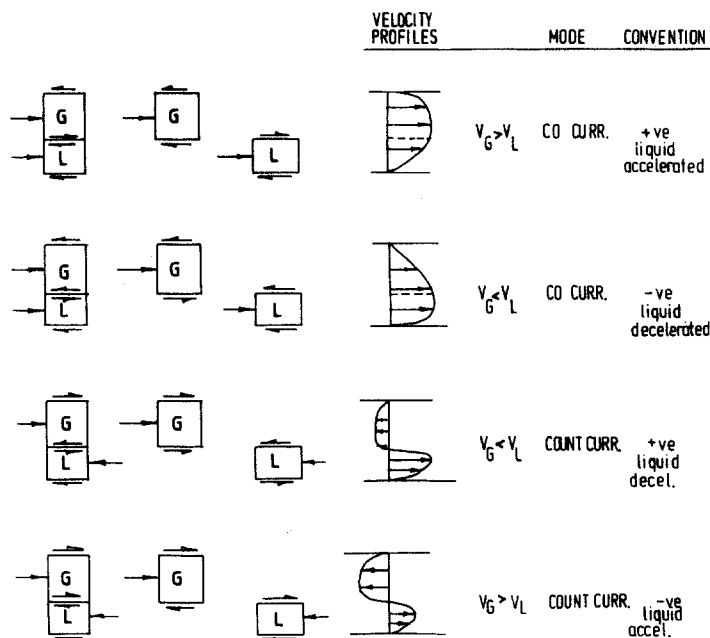 VELOCITY
PROFILES MODE CONVENTION
G G
L L
V_G>V_L CO CURR. +ve
liquid
accelerated
G G
L L
V_G<V_L CO CURR. -ve
liquid
decelerated
G G
L L
V_G<V_L COUNT CURR. +ve
liquid
decel.
G G
L L
V_G>V_L COUNT CURR. -ve
liquid
accel.